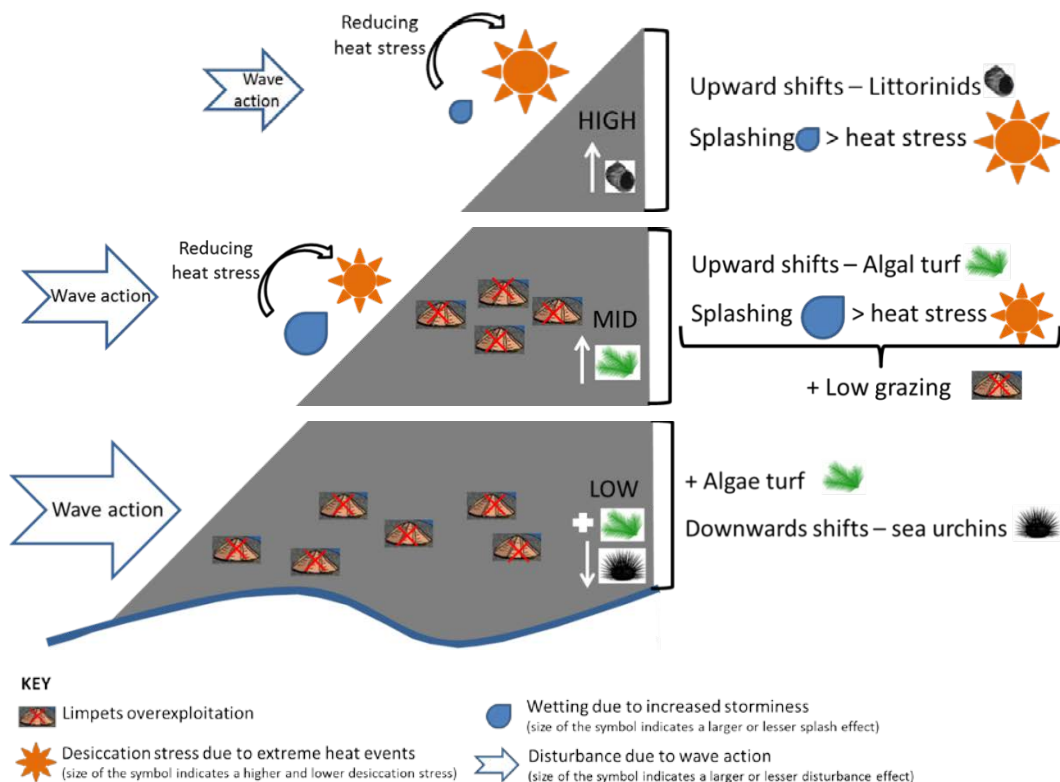 Reducing
heat stress
Wave
action
HIGH
Upward shifts – Littorinids
Splashing > heat stress
Reducing
heat stress
Wave action
MID
Upward shifts – Algal turf
Splashing > heat stress
+ Low grazing
Wave action
LOW
+ Algae turf
Downwards shifts – sea urchins
KEY
Limpets overexploitation
Desiccation stress due to extreme heat events
(size of the symbol indicates a higher and lower desiccation stress)
Wetting due to increased storminess
(size of the symbol indicates a larger or lesser splash effect)
Disturbance due to wave action
(size of the symbol indicates a larger or lesser disturbance effect)